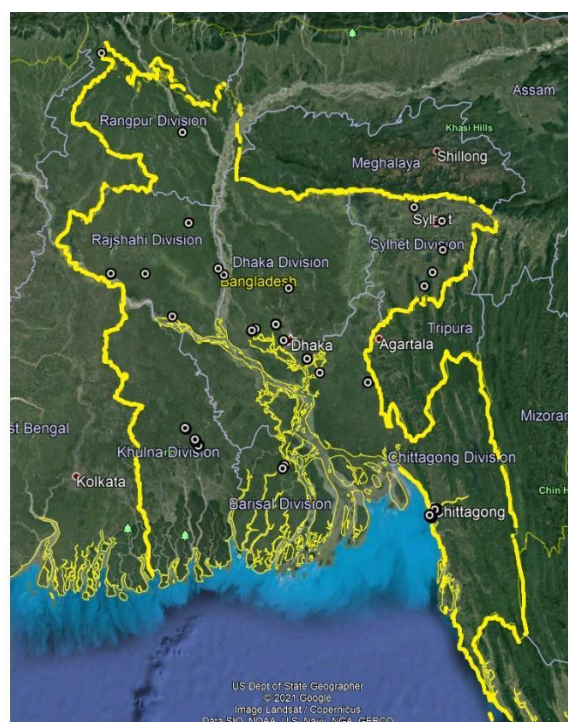 Assam
Rangpur Division
Khasi Hills
Meghalaya
Shillong
Sylhet
Rajshahi Division
Sylhet Division
Dhaka Division
Bangladesh
Tripura
Dhaka
Agartala
Mizoram
st Bengal
Khulna Division
Chittagong Division
Kolkata
Chin H
Barisal Division
Chittagong
US Dept of State Geographer
© 2021 Google
Image Landsat / Copernicus
Data SIO, NOAA, U.S. Navy, NGA, GEBCO